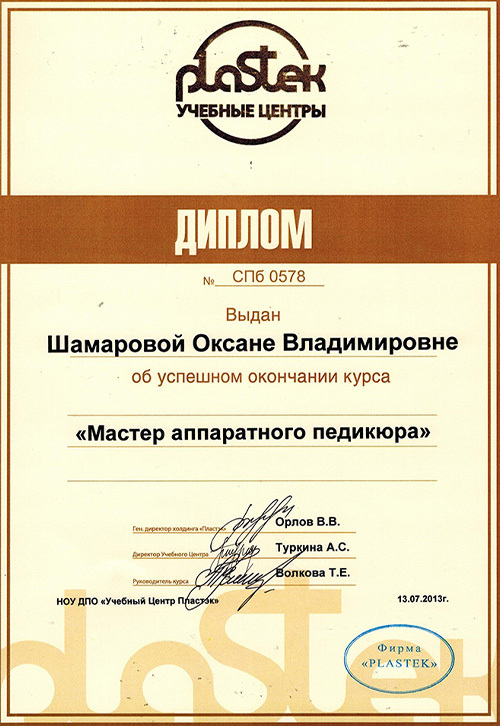 plastek
УЧЕБНЫЕ ЦЕНТРЫ
ДИПЛОМ
№ СПб 0578
Выдан
Шамаровой Оксане Владимировне
об успешном окончании курса
«Мастер аппаратного педикюра»
Ген. директор холдинга «Пластэк» Орлов В.В.
Директор Учебного Центра Туркина А.С.
Руководитель курса Волкова Т.Е.
НОУ ДПО «Учебный Центр Пластэк» 13.07.2013г.
Фирма
«PLASTEK»
plastek